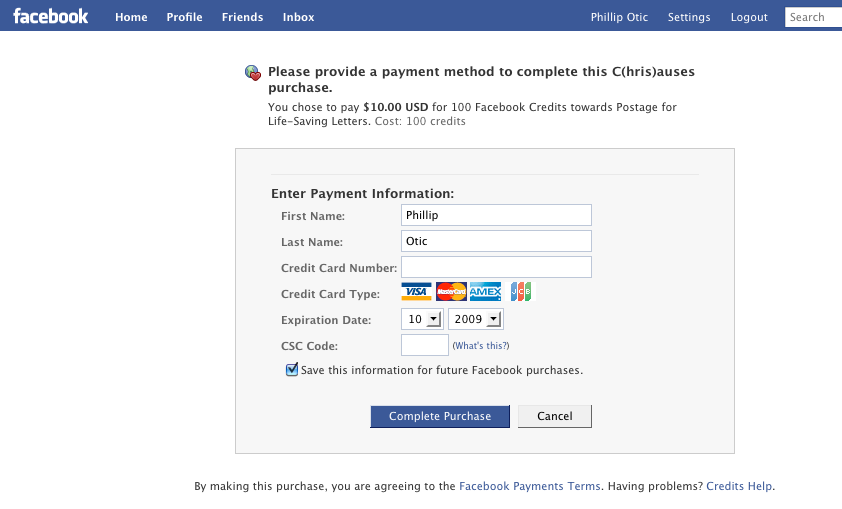 facebook Home Profile Friends Inbox Phillip Otic Settings Logout Search
Please provide a payment method to complete this C(hris)auses
purchase.
You chose to pay $10.00 USD for 100 Facebook Credits towards Postage for
Life-Saving Letters. Cost: 100 credits
Enter Payment Information:
First Name: Phillip
Last Name: Otic
Credit Card Number:
Credit Card Type: VISA MasterCard AMEX JCB
Expiration Date: 10 2009
CSC Code: (What's this?)
Save this information for future Facebook purchases.
Complete Purchase Cancel
By making this purchase, you are agreeing to the Facebook Payments Terms. Having problems? Credits Help.